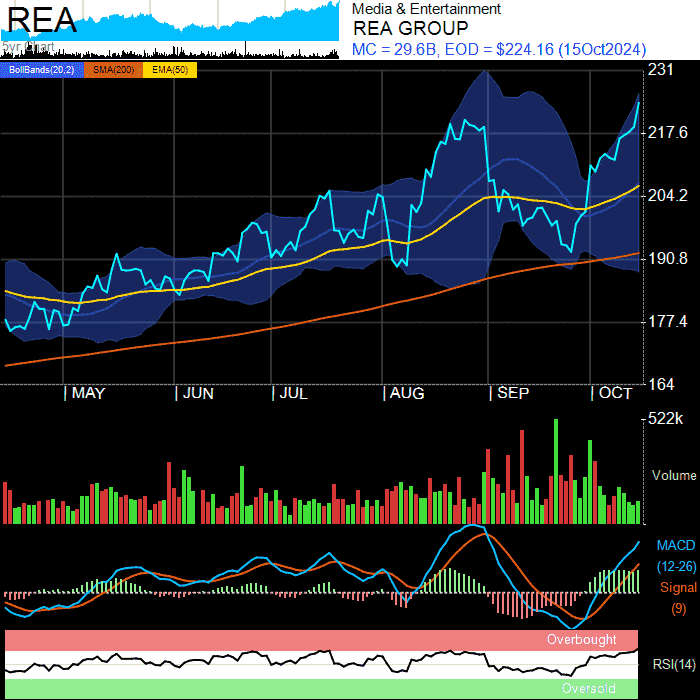 REA
5yr Chart
Media & Entertainment
REA GROUP
MC = 29.6B, EOD = $224.16 (15Oct2024)
BollBands(20,2) SMA(200) EMA(50)
231
217.6
204.2
190.8
177.4
164
MAY JUN JUL AUG SEP OCT
522k
Volume
MACD
(12-26)
Signal
(9)
Overbought
RSI(14)
Oversold